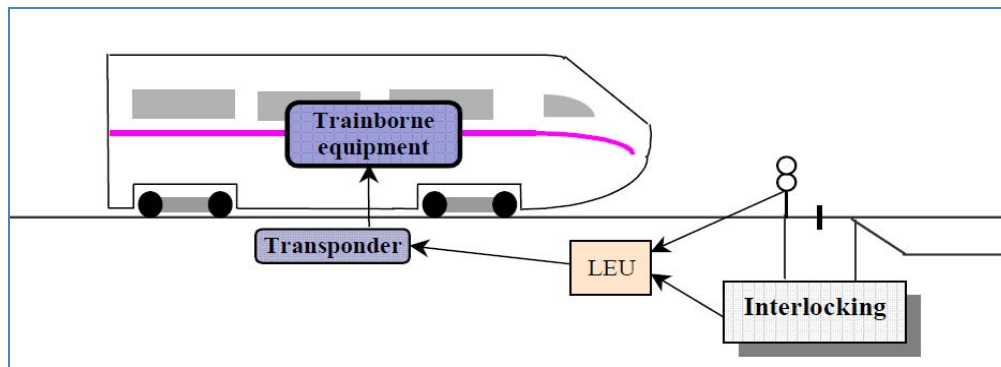 Trainborne
equipment
Transponder
LEU
Interlocking